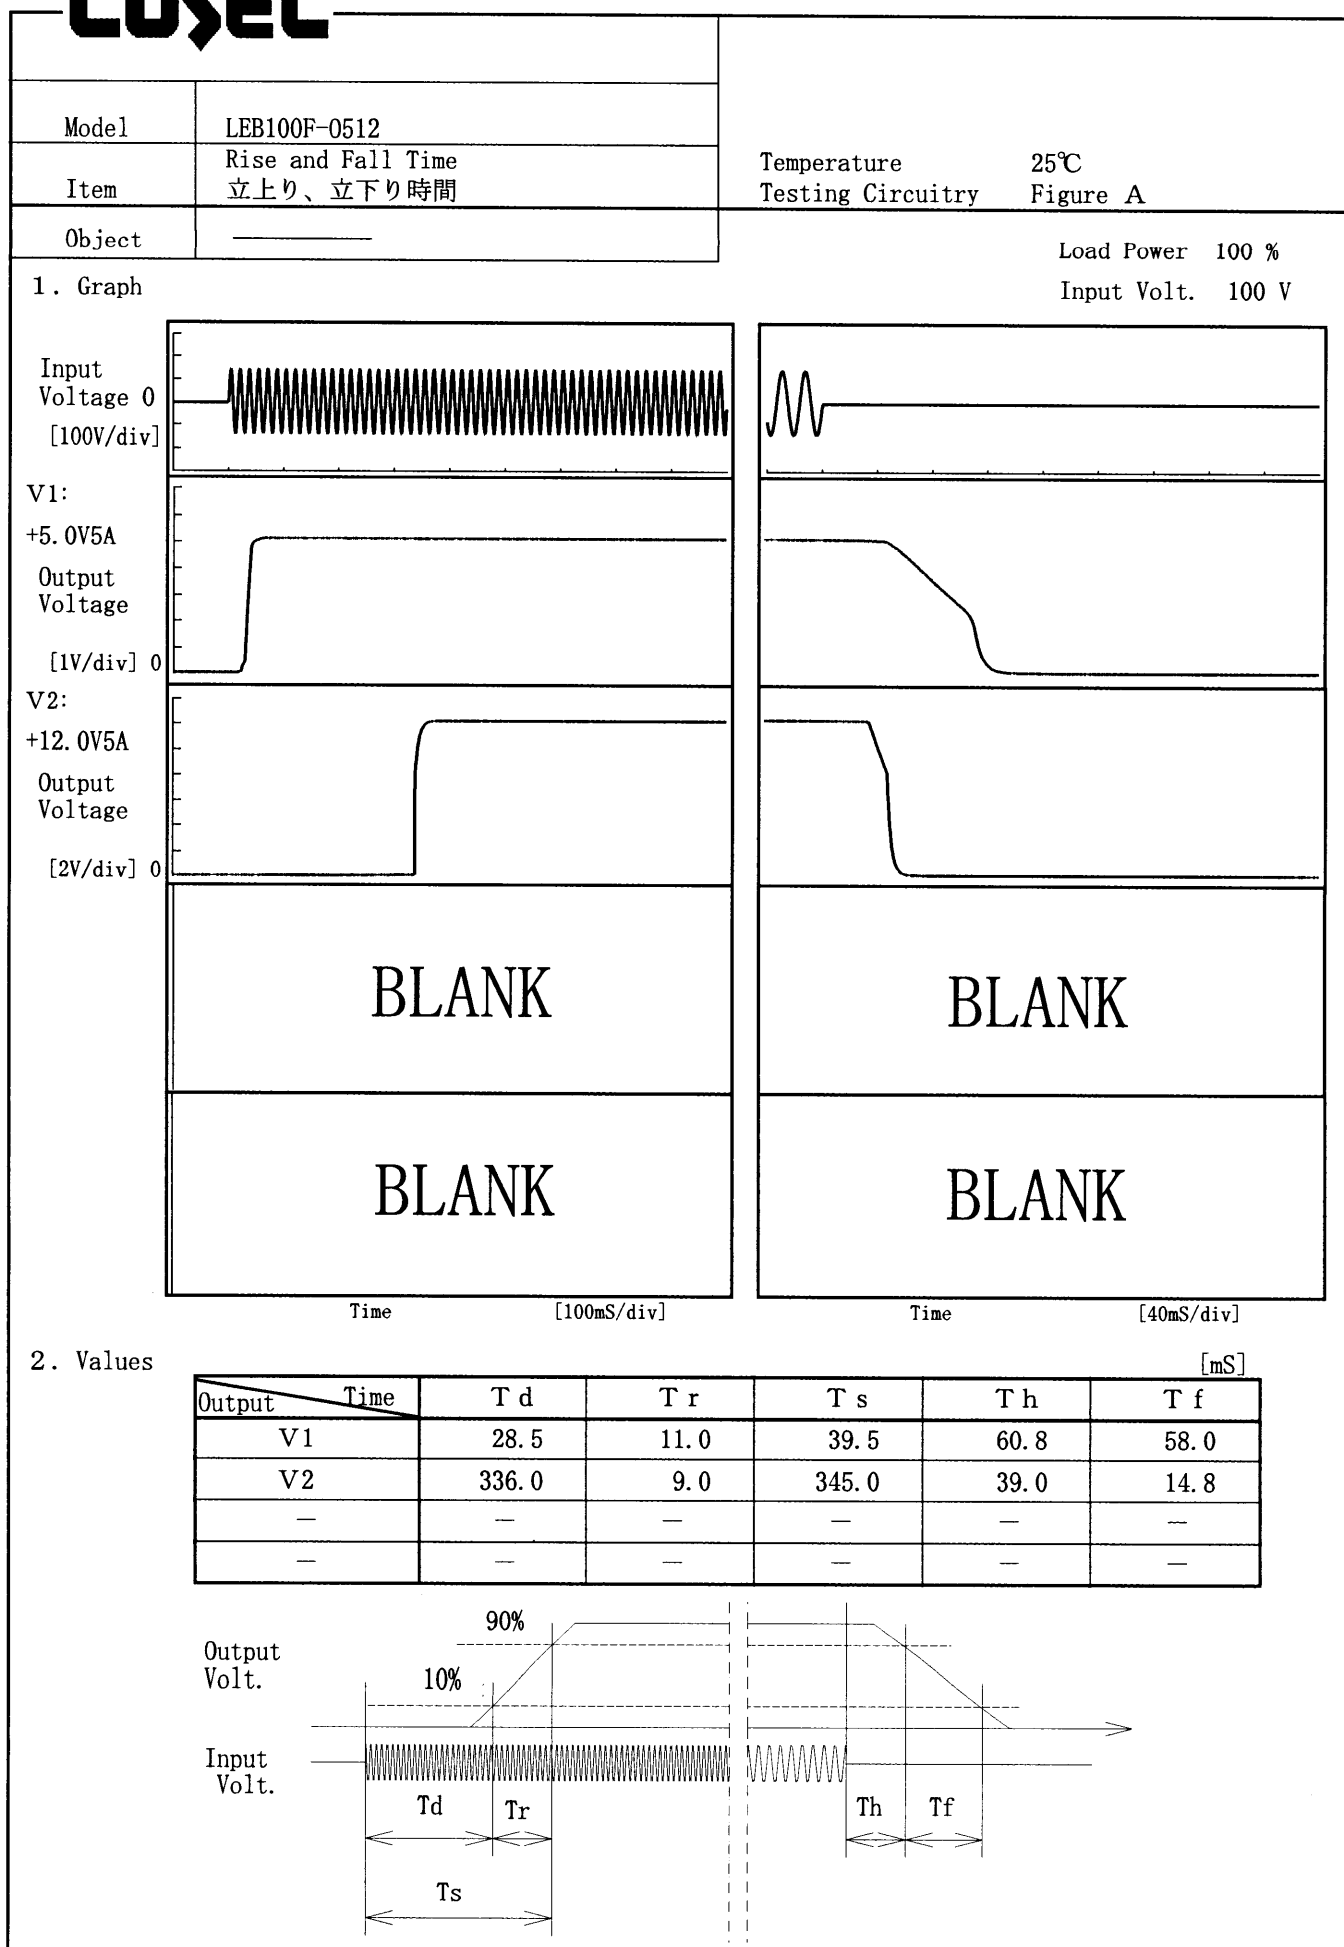 COSEL
Model LEB100F-0512
Item Rise and Fall Time
立上り、立下り時間
Temperature 25℃
Testing Circuitry Figure A
Object
Load Power 100 %
Input Volt. 100 V
1. Graph
Input
Voltage 0
[100V/div]
V1:
+5.0V5A
Output
Voltage
[1V/div] 0
V2:
+12.0V5A
Output
Voltage
[2V/div] 0
BLANK BLANK
BLANK BLANK
Time [100mS/div] Time [40mS/div]
2. Values [mS]
Output Time Td Tr Ts Th Tf
V1 28.5 11.0 39.5 60.8 58.0
V2 336.0 9.0 345.0 39.0 14.8
— — — — — —
— — — — — —
90%
Output
Volt.
10%
Input
Volt.
Td Tr Th Tf
Ts